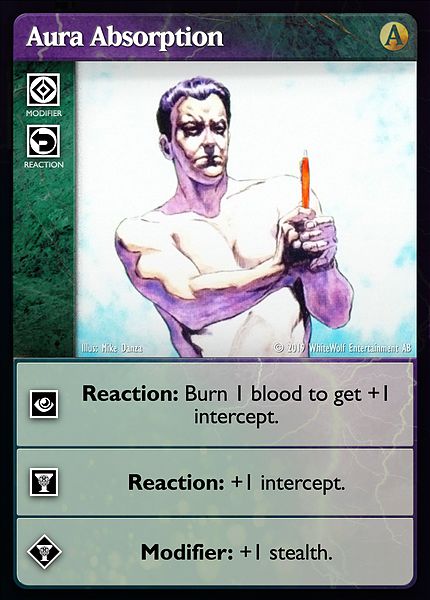 Aura Absorption
A
MODIFIER
REACTION
Illus: Mike Danza
© 2019 WhiteWolf Entertainment AB
Reaction: Burn 1 blood to get +1
intercept.
Reaction: +1 intercept.
Modifier: +1 stealth.